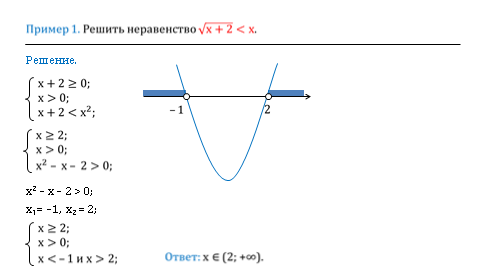 Пример 1. Решить неравенство √x + 2 < x.
Решение.
x + 2 ≥ 0;
x > 0;
x + 2 < x²;
x ≥ 2;
x > 0;
x² − x − 2 > 0;
x² − x − 2 > 0;
x₁ = −1, x₂ = 2;
x ≥ 2;
x > 0;
x < −1 и x > 2;
−1
2
Ответ: x ∈ (2; +∞).